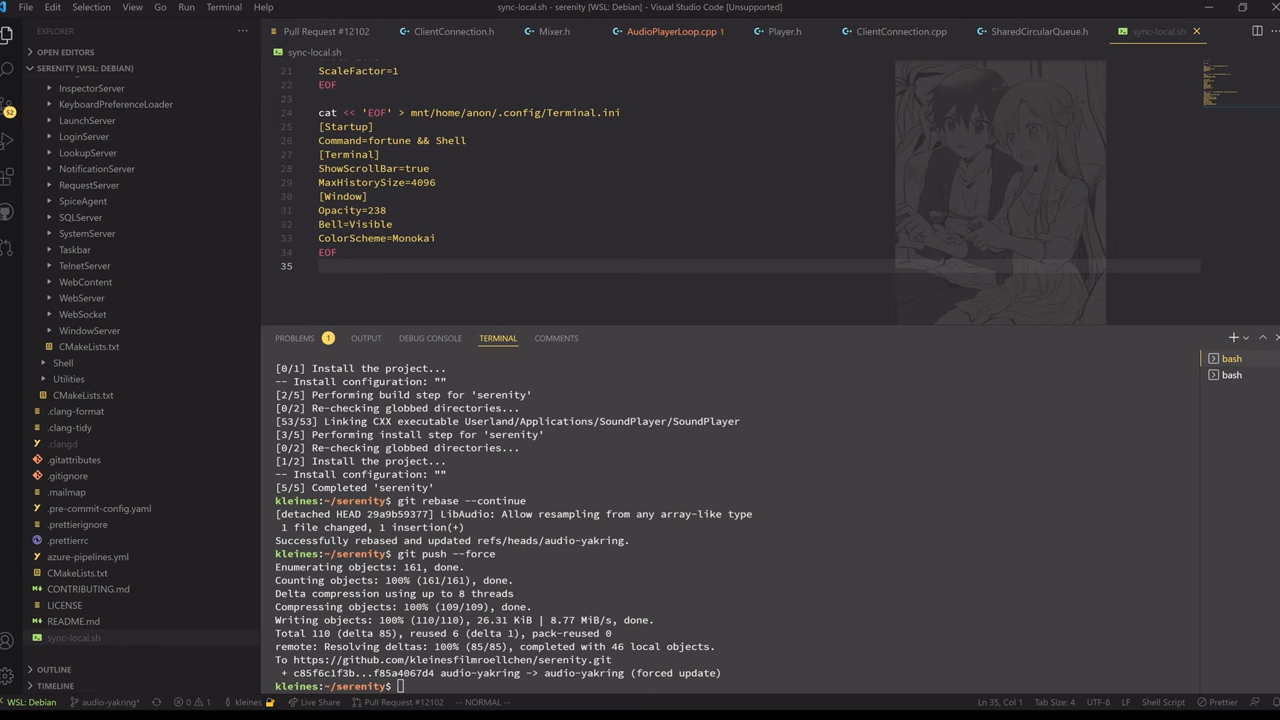 File Edit Selection View Go Run Terminal Help
sync-local.sh - serenity [WSL: Debian] - Visual Studio Code [Unsupported]
EXPLORER
OPEN EDITORS
SERENITY [WSL: DEBIAN]
InspectorServer
KeyboardPreferenceLoader
LaunchServer
LoginServer
LookupServer
NotificationServer
RequestServer
SpiceAgent
SQLServer
SystemServer
Taskbar
TelnetServer
WebContent
WebServer
WebSocket
WindowServer
CMakeLists.txt
Shell
Utilities
CMakeLists.txt
.clang-format
.clang-tidy
.clangd
.gitattributes
.gitignore
.mailmap
.pre-commit-config.yaml
.prettierignore
.prettierrc
azure-pipelines.yml
CMakeLists.txt
CONTRIBUTING.md
LICENSE
README.md
sync-local.sh
OUTLINE
TIMELINE
52
Pull Request #12102 ClientConnection.h Mixer.h AudioPlayerLoop.cpp 1 Player.h ClientConnection.cpp SharedCircularQueue.h sync-local.sh
sync-local.sh
21 ScaleFactor=1
22 EOF
23
24 cat << 'EOF' > mnt/home/anon/.config/Terminal.ini
25 [Startup]
26 Command=fortune && Shell
27 [Terminal]
28 ShowScrollBar=true
29 MaxHistorySize=4096
30 [Window]
31 Opacity=238
32 Bell=Visible
33 ColorScheme=Monokai
34 EOF
35
PROBLEMS 1 OUTPUT DEBUG CONSOLE TERMINAL COMMENTS
bash
bash
[0/1] Install the project...
-- Install configuration: ""
[2/5] Performing build step for 'serenity'
[0/2] Re-checking globbed directories...
[53/53] Linking CXX executable Userland/Applications/SoundPlayer/SoundPlayer
[3/5] Performing install step for 'serenity'
[0/2] Re-checking globbed directories...
[1/2] Install the project...
-- Install configuration: ""
[5/5] Completed 'serenity'
kleines:~/serenity$ git rebase --continue
[detached HEAD 29a9b59377] LibAudio: Allow resampling from any array-like type
1 file changed, 1 insertion(+)
Successfully rebased and updated refs/heads/audio-yakring.
kleines:~/serenity$ git push --force
Enumerating objects: 161, done.
Counting objects: 100% (161/161), done.
Delta compression using up to 8 threads
Compressing objects: 100% (109/109), done.
Writing objects: 100% (110/110), 26.31 KiB | 8.77 MiB/s, done.
Total 110 (delta 85), reused 6 (delta 1), pack-reused 0
remote: Resolving deltas: 100% (85/85), completed with 46 local objects.
To https://github.com/kleinesfilmroellchen/serenity.git
+ c85f6c1f3b...f85a4067d4 audio-yakring -> audio-yakring (forced update)
kleines:~/serenity$
WSL: Debian audio-yakring* 0 1 kleines Live Share Pull Request #12102 -- NORMAL -- Ln 35, Col 1 Tab Size: 4 UTF-8 LF Shell Script Prettier